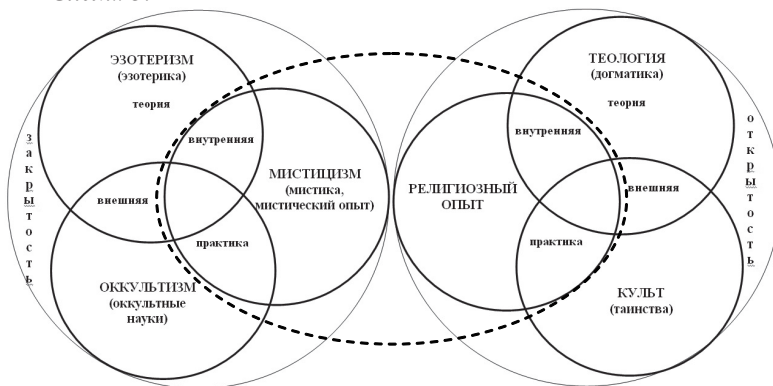 ЭЗОТЕРИЗМ
(эзотерика)
теория
внутренняя
закрытость
МИСТИЦИЗМ
(мистика,
мистический опыт)
внешняя
практика
ОККУЛЬТИЗМ
(оккультные
науки)
ТЕОЛОГИЯ
(догматика)
теория
внутренняя
открытость
РЕЛИГИОЗНЫЙ
ОПЫТ
внешняя
практика
КУЛЬТ
(таинства)